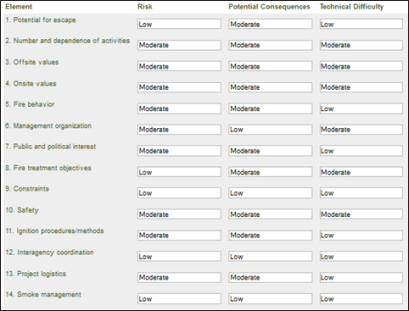 Element Risk Potential Consequences Technical Difficulty
1. Potential for escape Low Moderate Low
2. Number and dependence of activities Moderate Moderate Moderate
3. Offsite values Moderate Moderate Moderate
4. Onsite values Moderate Moderate Moderate
5. Fire behavior Moderate Moderate Low
6. Management organization Moderate Low Moderate
7. Public and political interest Moderate Moderate Low
8. Fire treatment objectives Low Moderate Moderate
9. Constraints Low Low Low
10. Safety Moderate Moderate Moderate
11. Ignition procedures/methods Moderate Moderate Low
12. Interagency coordination Low Low Low
13. Project logistics Moderate Moderate Low
14. Smoke management Low Low Low